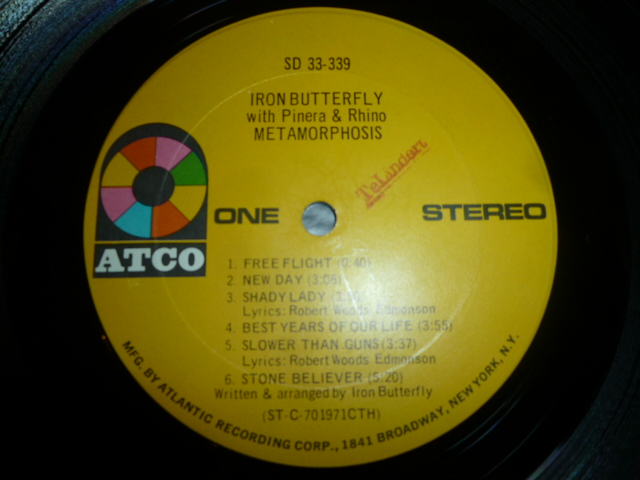 SD 33-339
IRON BUTTERFLY
with Pinera & Rhino
METAMORPHOSIS
ATCO
ONE
STEREO
1. FREE FLIGHT (0:40)
2. NEW DAY (3:06)
3. SHADY LADY
Lyrics: Robert Woods Edmonson
4. BEST YEARS OF OUR LIFE (3:55)
5. SLOWER THAN GUNS (3:37)
Lyrics: Robert Woods Edmonson
6. STONE BELIEVER (5:20)
Written & arranged by Iron Butterfly
(ST-C-701971CTH)
MFG. BY ATLANTIC RECORDING CORP., 1841 BROADWAY, NEW YORK, N.Y.